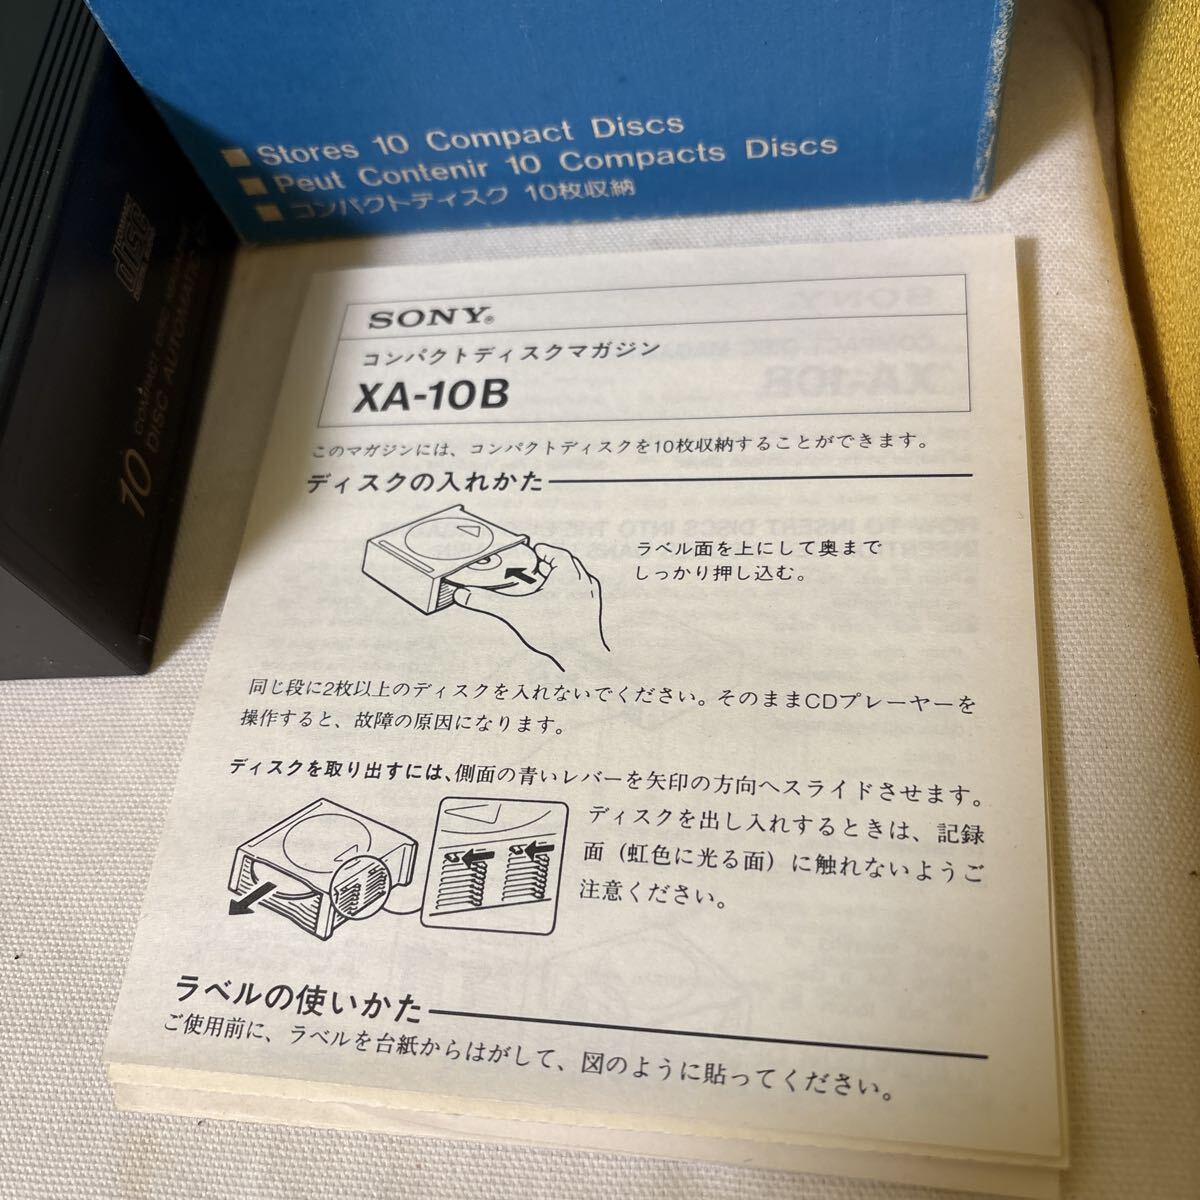 Stores 10 Compact Discs
Peut Contenir 10 Compacts Discs
コンパクトディスク 10枚収納
disc
10 COMPACT DISC
DISC AUTOMATIC
SONY®
コンパクトディスクマガジン
XA-10B
このマガジンには、コンパクトディスクを10枚収納することができます。
ディスクの入れかた
ラベル面を上にして奥まで
しっかり押し込む。
同じ段に2枚以上のディスクを入れないでください。そのままCDプレーヤーを
操作すると、故障の原因になります。
ディスクを取り出すには、側面の青いレバーを矢印の方向へスライドさせます。
ディスクを出し入れするときは、記録
面（虹色に光る面）に触れないようご
注意ください。
ラベルの使いかた
ご使用前に、ラベルを台紙からはがして、図のように貼ってください。